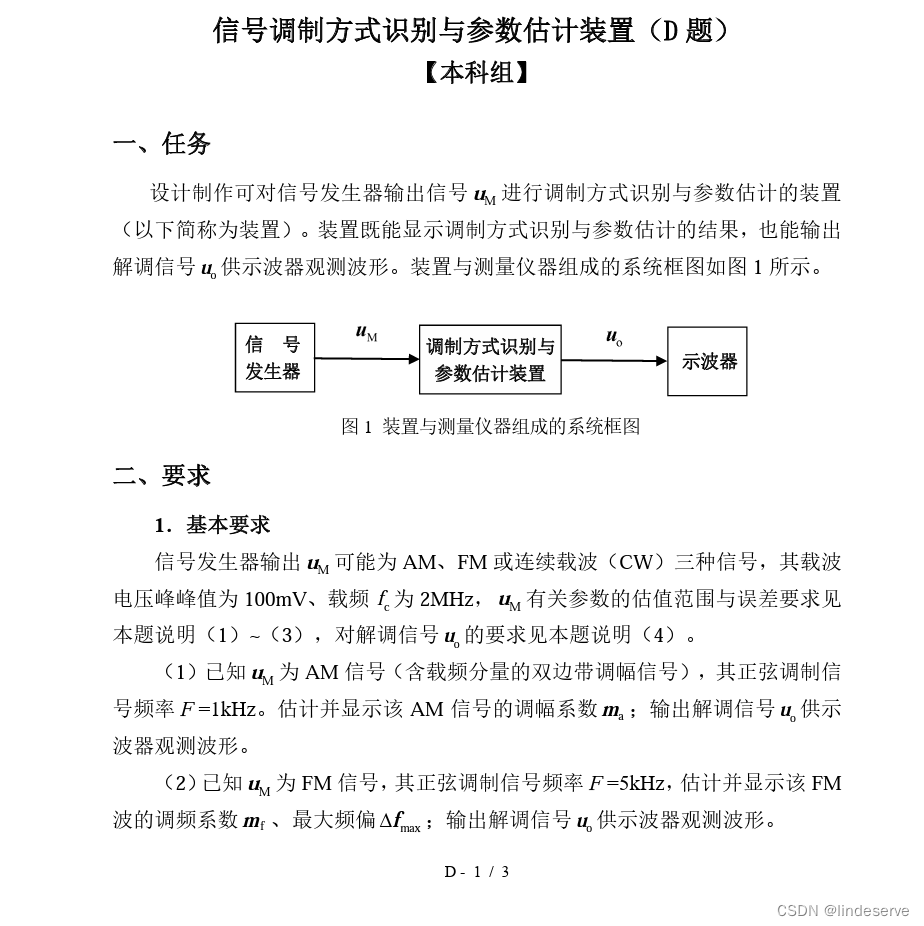 信号调制方式识别与参数估计装置（D 题）
【本科组】
一、任务
设计制作可对信号发生器输出信号 uM 进行调制方式识别与参数估计的装置
（以下简称为装置）。装置既能显示调制方式识别与参数估计的结果，也能输出
解调信号 uo 供示波器观测波形。装置与测量仪器组成的系统框图如图 1 所示。
信 号
发生器
uM
调制方式识别与
参数估计装置
uo
示波器
图 1 装置与测量仪器组成的系统框图
二、要求
1．基本要求
信号发生器输出 uM 可能为 AM、FM 或连续载波（CW）三种信号，其载波
电压峰峰值为 100mV、载频 fc 为 2MHz，uM 有关参数的估值范围与误差要求见
本题说明（1）~（3），对解调信号 uo 的要求见本题说明（4）。
（1）已知 uM 为 AM 信号（含载频分量的双边带调幅信号），其正弦调制信
号频率 F =1kHz。估计并显示该 AM 信号的调幅系数 ma；输出解调信号 uo 供示
波器观测波形。
（2）已知 uM 为 FM 信号，其正弦调制信号频率 F =5kHz，估计并显示该 FM
波的调频系数 mf 、最大频偏 Δfmax；输出解调信号 uo 供示波器观测波形。
D - 1 / 3
CSDN @lindeserve